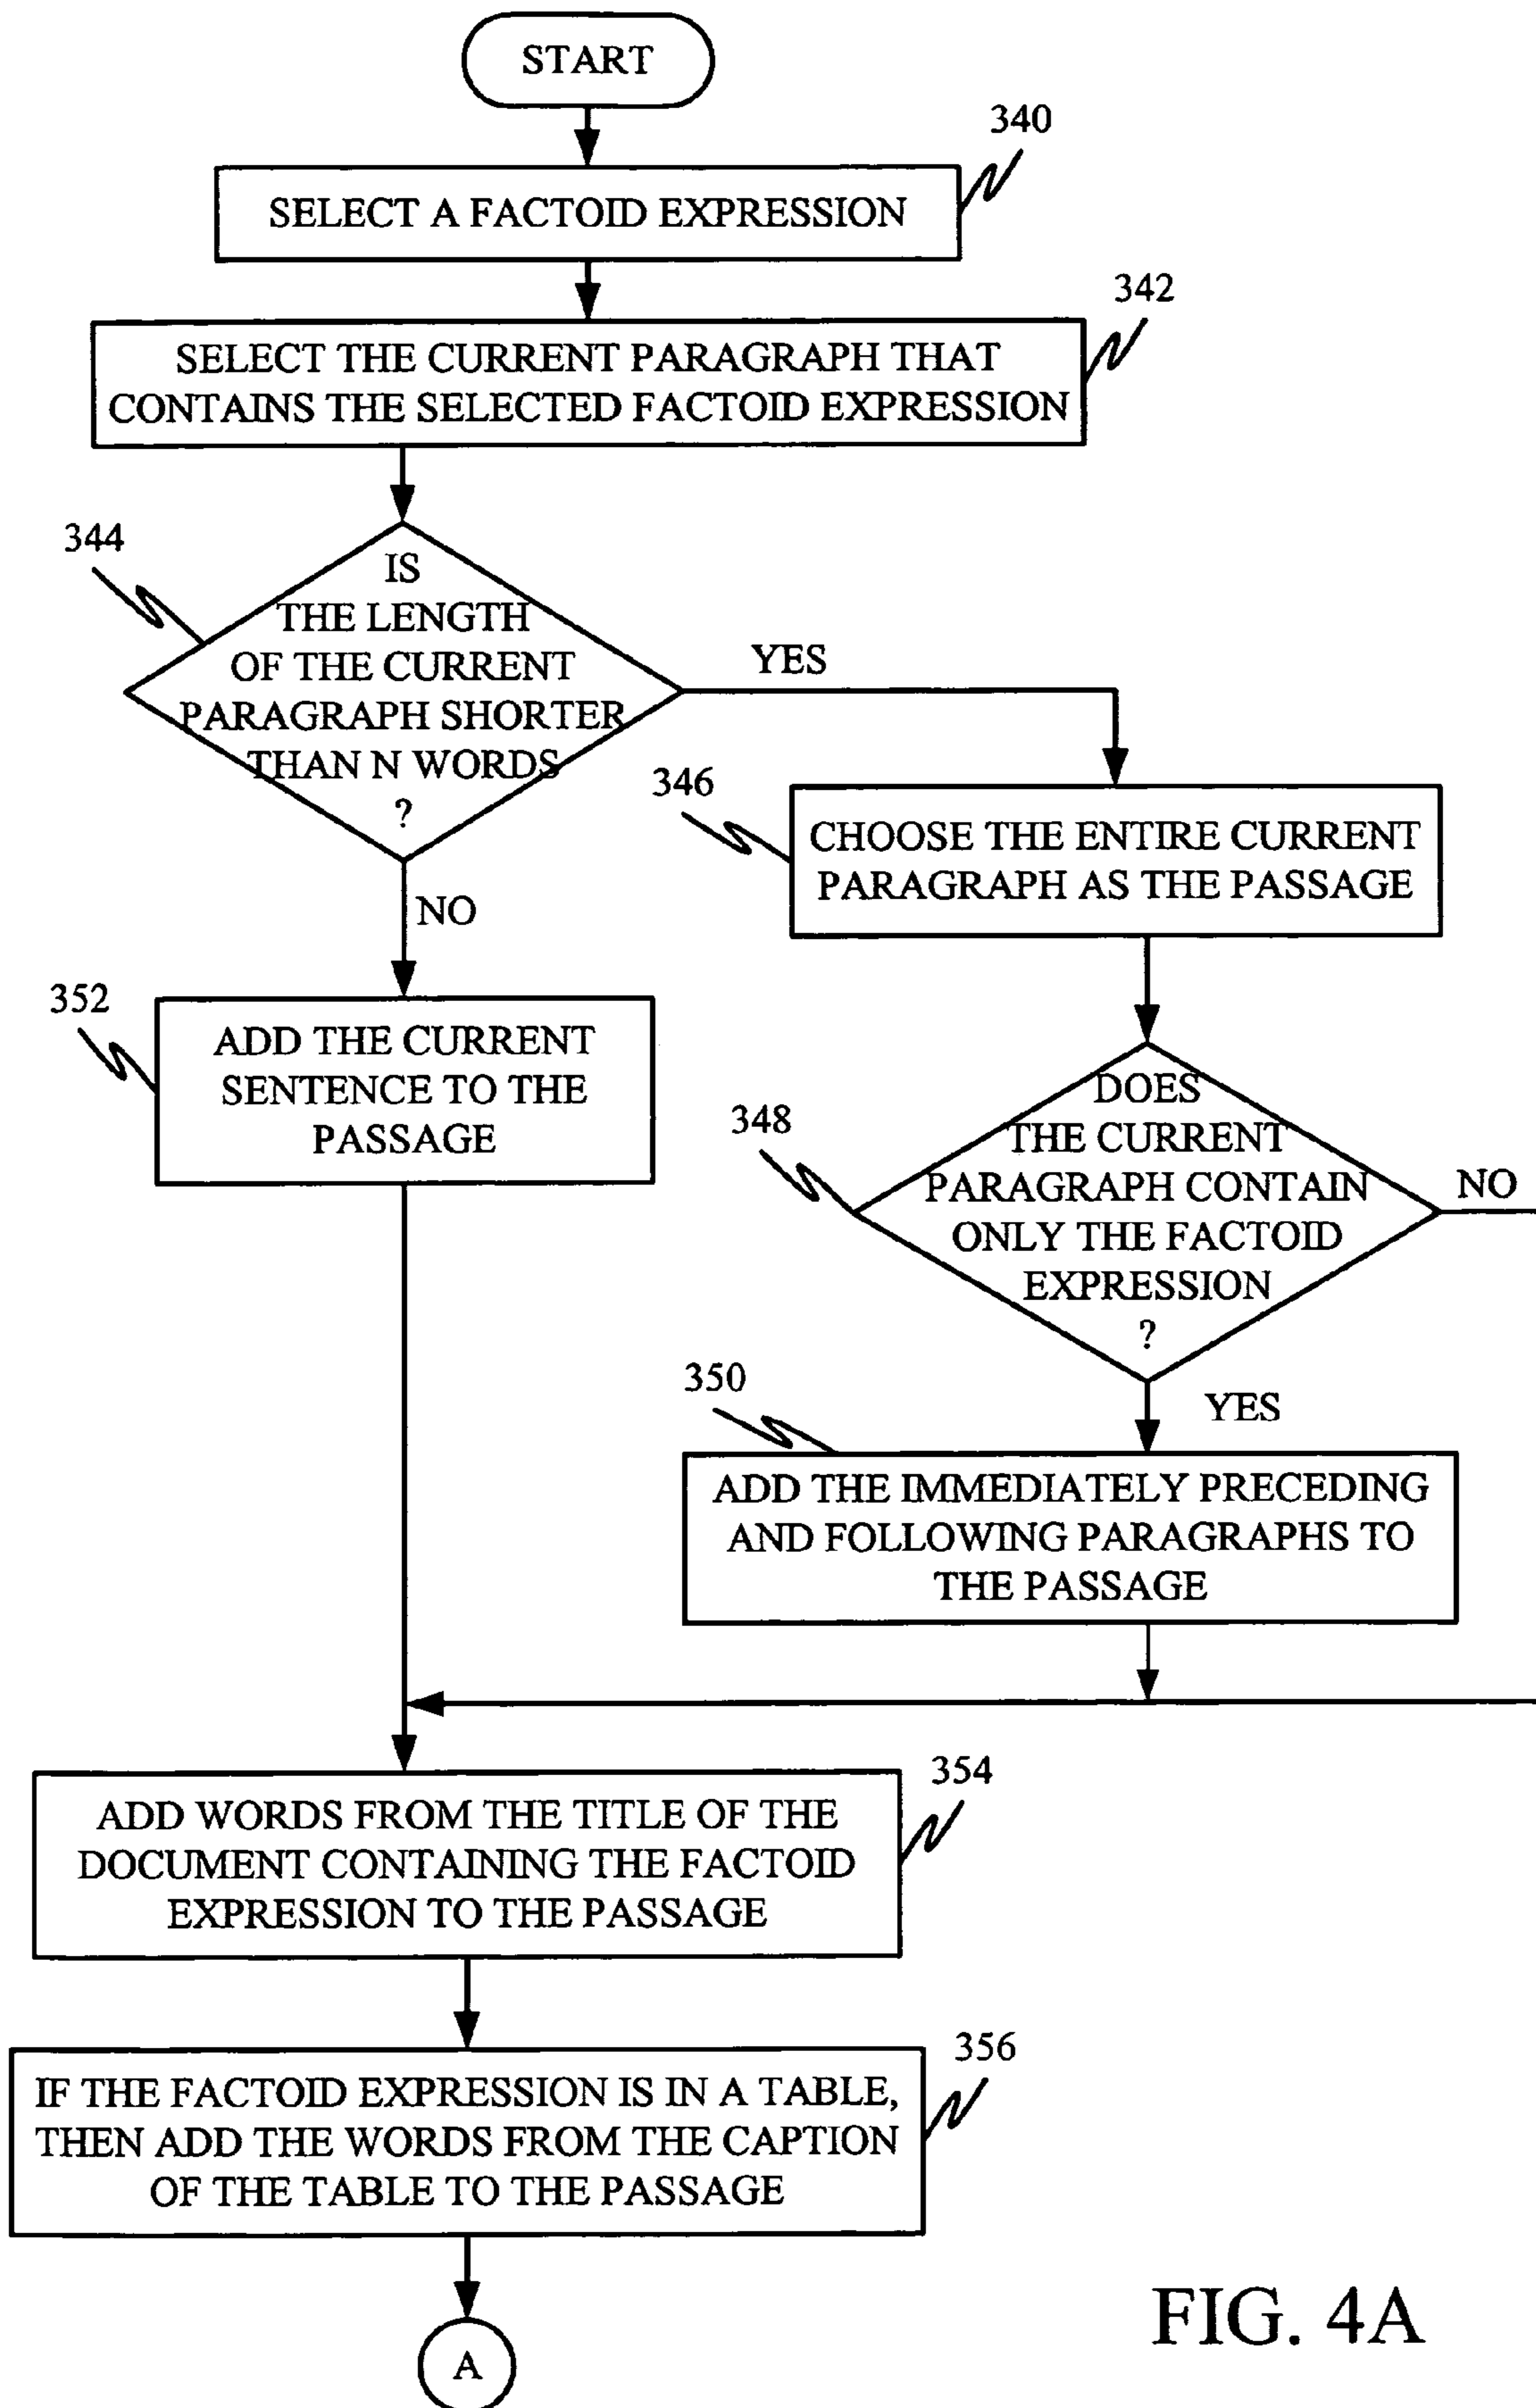 START
340
SELECT A FACTOID EXPRESSION
342
SELECT THE CURRENT PARAGRAPH THAT
CONTAINS THE SELECTED FACTOID EXPRESSION
344
IS
THE LENGTH
OF THE CURRENT
PARAGRAPH SHORTER
THAN N WORDS
?
YES
NO
346
CHOOSE THE ENTIRE CURRENT
PARAGRAPH AS THE PASSAGE
352
ADD THE CURRENT
SENTENCE TO THE
PASSAGE
348
DOES
THE CURRENT
PARAGRAPH CONTAIN
ONLY THE FACTOID
EXPRESSION
?
NO
YES
350
ADD THE IMMEDIATELY PRECEDING
AND FOLLOWING PARAGRAPHS TO
THE PASSAGE
354
ADD WORDS FROM THE TITLE OF THE
DOCUMENT CONTAINING THE FACTOID
EXPRESSION TO THE PASSAGE
356
IF THE FACTOID EXPRESSION IS IN A TABLE,
THEN ADD THE WORDS FROM THE CAPTION
OF THE TABLE TO THE PASSAGE
A
FIG. 4A